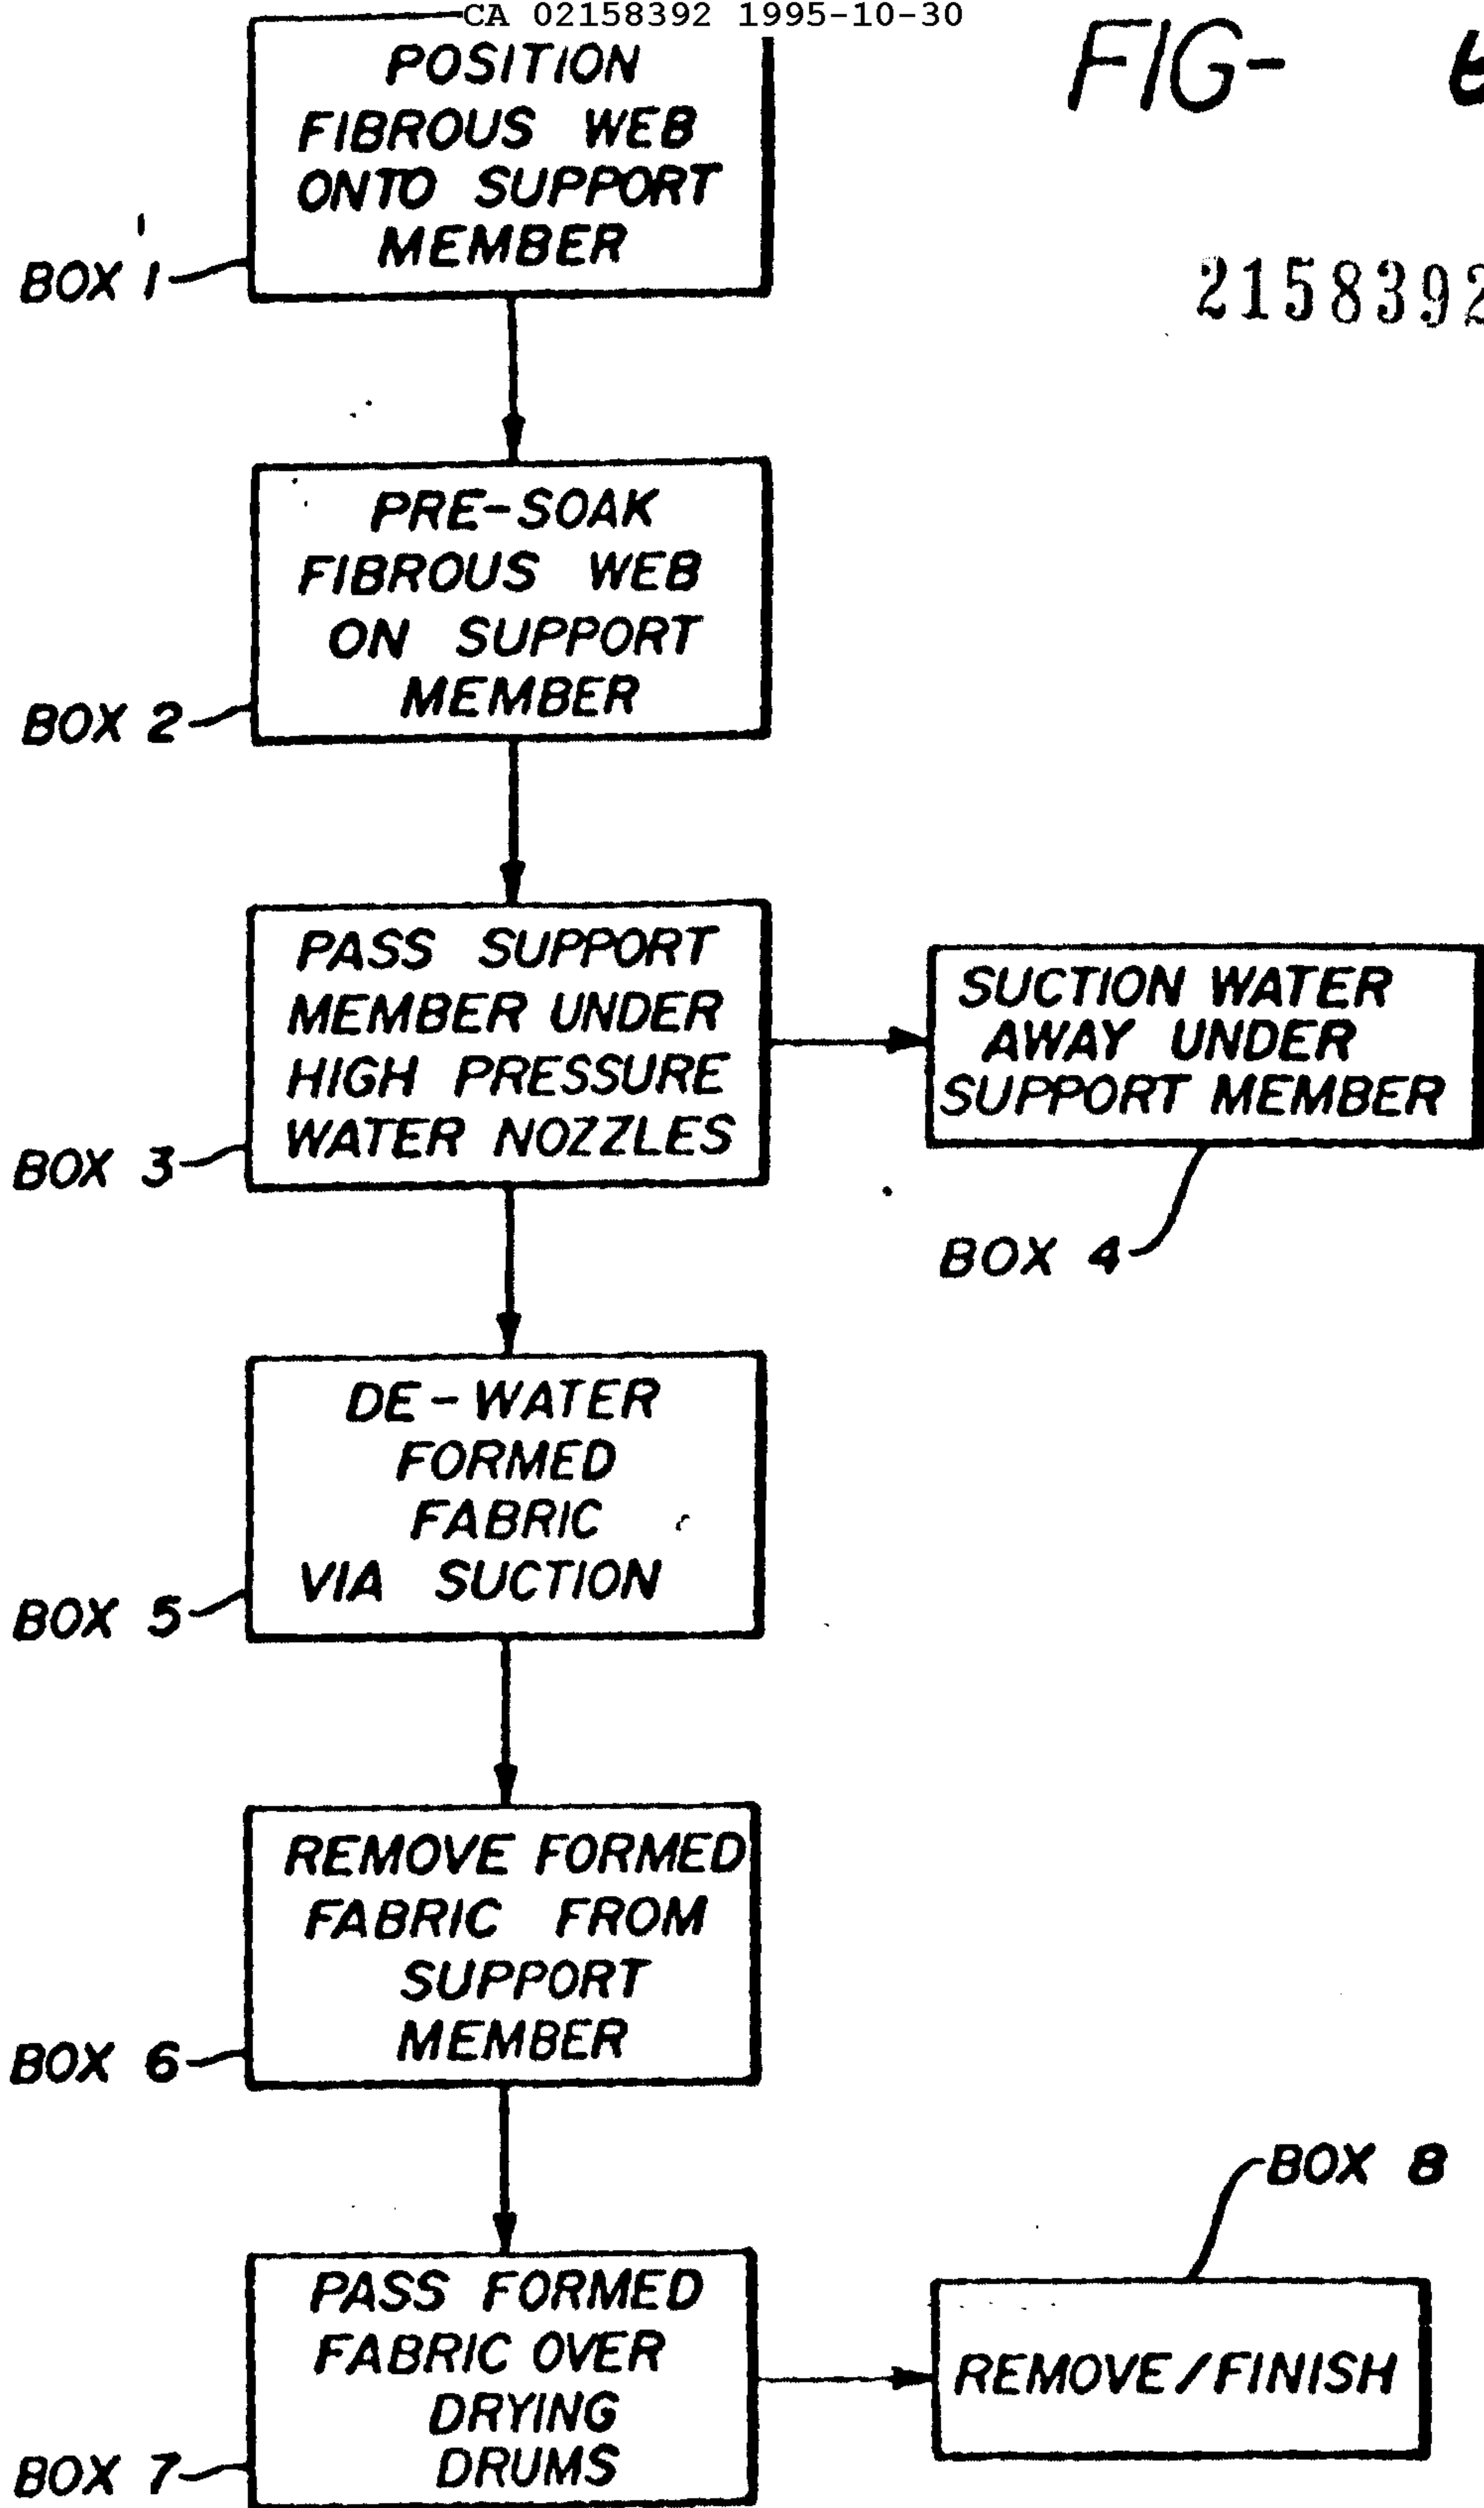 CA 02158392 1995-10-30
FIG-
2158392
POSITION
FIBROUS WEB
ONTO SUPPORT
MEMBER
BOX 1
PRE-SOAK
FIBROUS WEB
ON SUPPORT
MEMBER
BOX 2
PASS SUPPORT
MEMBER UNDER
HIGH PRESSURE
WATER NOZZLES
BOX 3
SUCTION WATER
AWAY UNDER
SUPPORT MEMBER
BOX 4
DE-WATER
FORMED
FABRIC
VIA SUCTION
BOX 5
REMOVE FORMED
FABRIC FROM
SUPPORT
MEMBER
BOX 6
PASS FORMED
FABRIC OVER
DRYING
DRUMS
BOX 7
BOX 8
REMOVE/FINISH